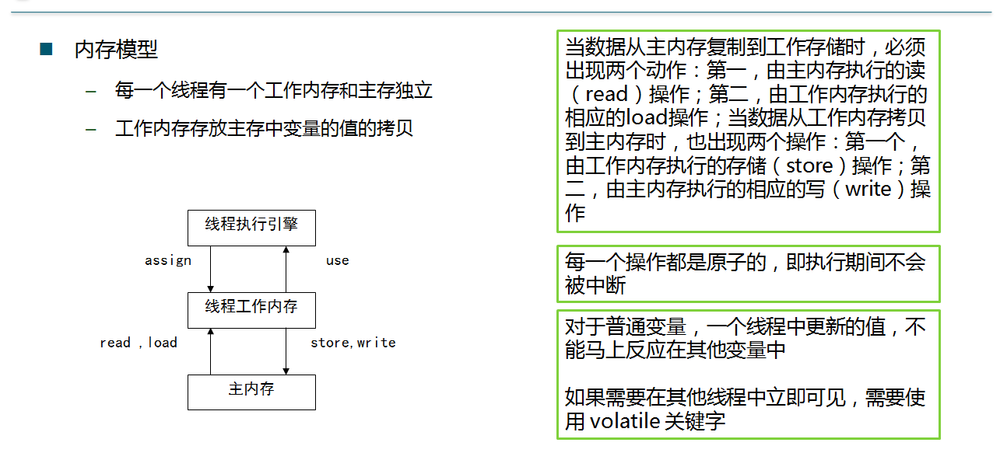 内存模型
– 每一个线程有一个工作内存和主存独立
– 工作内存存放主存中变量的值的拷贝
线程执行引擎
assign
use
线程工作内存
read ,load
store,write
主内存
当数据从主内存复制到工作存储时，必须
出现两个动作：第一，由主内存执行的读
（read）操作；第二，由工作内存执行的
相应的load操作；当数据从工作内存拷贝
到主内存时，也出现两个操作：第一个，
由工作内存执行的存储（store）操作；第
二，由主内存执行的相应的写（write）操
作
每一个操作都是原子的，即执行期间不会
被中断
对于普通变量，一个线程中更新的值，不
能马上反应在其他变量中
如果需要在其他线程中立即可见，需要使
用 volatile 关键字